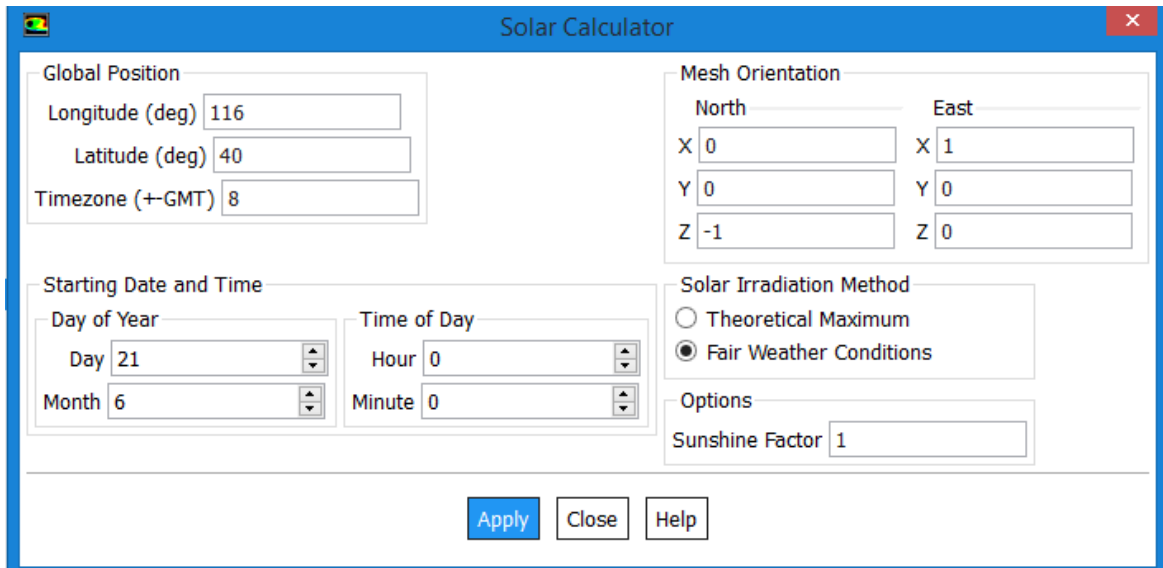 Solar Calculator
Global Position
Longitude (deg) 116
Latitude (deg) 40
Timezone (+-GMT) 8
Mesh Orientation
North East
X 0 X 1
Y 0 Y 0
Z -1 Z 0
Starting Date and Time
Day of Year
Day 21
Month 6
Time of Day
Hour 0
Minute 0
Solar Irradiation Method
Theoretical Maximum
Fair Weather Conditions
Options
Sunshine Factor 1
Apply Close Help